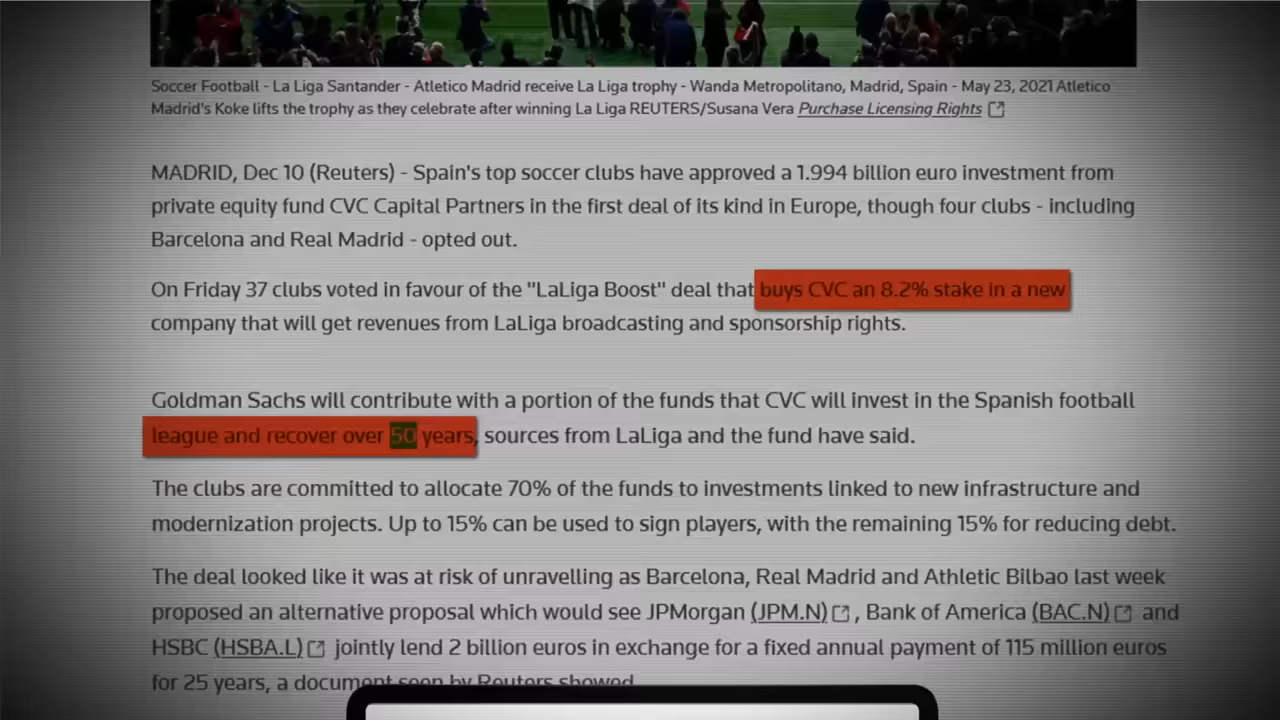 Soccer Football - La Liga Santander - Atletico Madrid receive La Liga trophy - Wanda Metropolitano, Madrid, Spain - May 23, 2021 Atletico
Madrid's Koke lifts the trophy as they celebrate after winning La Liga REUTERS/Susana Vera Purchase Licensing Rights
MADRID, Dec 10 (Reuters) - Spain's top soccer clubs have approved a 1.994 billion euro investment from
private equity fund CVC Capital Partners in the first deal of its kind in Europe, though four clubs - including
Barcelona and Real Madrid - opted out.
On Friday 37 clubs voted in favour of the "LaLiga Boost" deal that buys CVC an 8.2% stake in a new
company that will get revenues from LaLiga broadcasting and sponsorship rights.
Goldman Sachs will contribute with a portion of the funds that CVC will invest in the Spanish football
league and recover over 50 years, sources from LaLiga and the fund have said.
The clubs are committed to allocate 70% of the funds to investments linked to new infrastructure and
modernization projects. Up to 15% can be used to sign players, with the remaining 15% for reducing debt.
The deal looked like it was at risk of unravelling as Barcelona, Real Madrid and Athletic Bilbao last week
proposed an alternative proposal which would see JPMorgan (JPM.N) , Bank of America (BAC.N) and
HSBC (HSBA.L) jointly lend 2 billion euros in exchange for a fixed annual payment of 115 million euros
for 25 years, a document seen by Reuters showed.